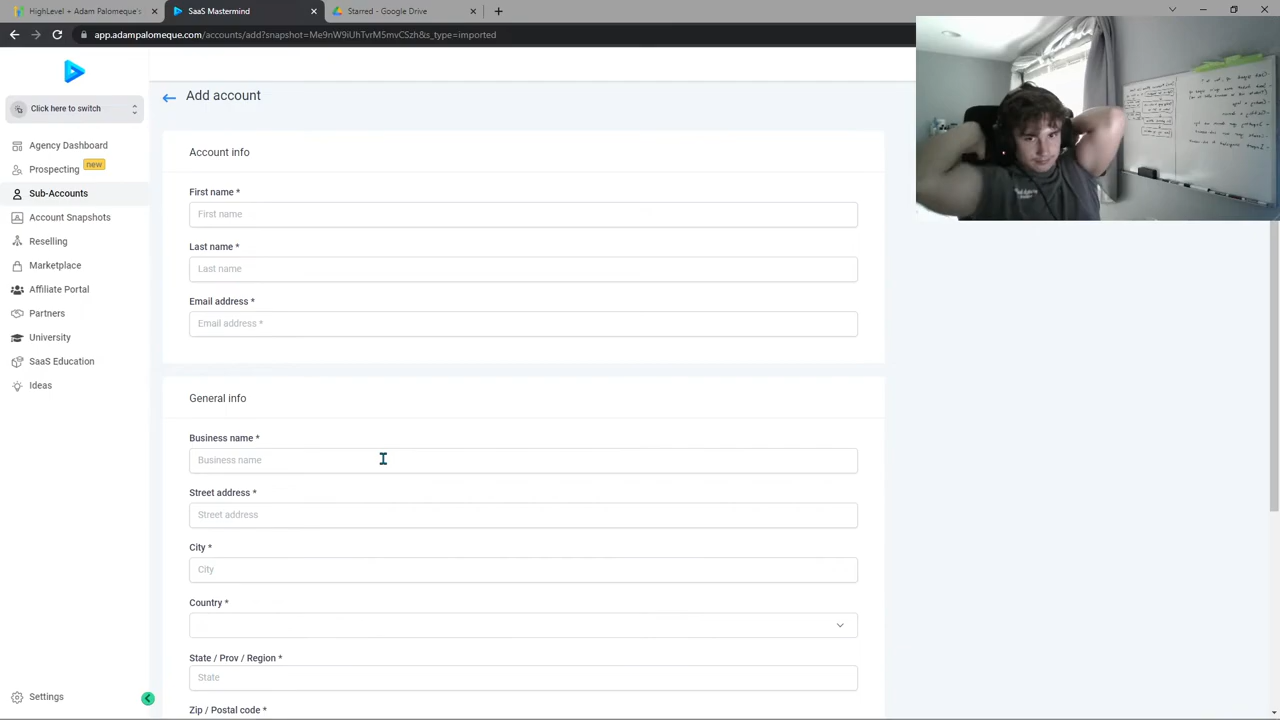 HighLevel + Adam Palomeque's
SaaS Mastermind
Starred - Google Drive
app.adampalomeque.com/accounts/add?snapshot=Me9nW9iUhTvrM5mvCSzh&s_type=imported
Click here to switch
Agency Dashboard
Prospecting
new
Sub-Accounts
Account Snapshots
Reselling
Marketplace
Affiliate Portal
Partners
University
SaaS Education
Ideas
Settings
Add account
Account info
First name *
First name
Last name *
Last name
Email address *
Email address *
General info
Business name *
Business name
Street address *
Street address
City *
City
Country *
State / Prov / Region *
State
Zip / Postal code *